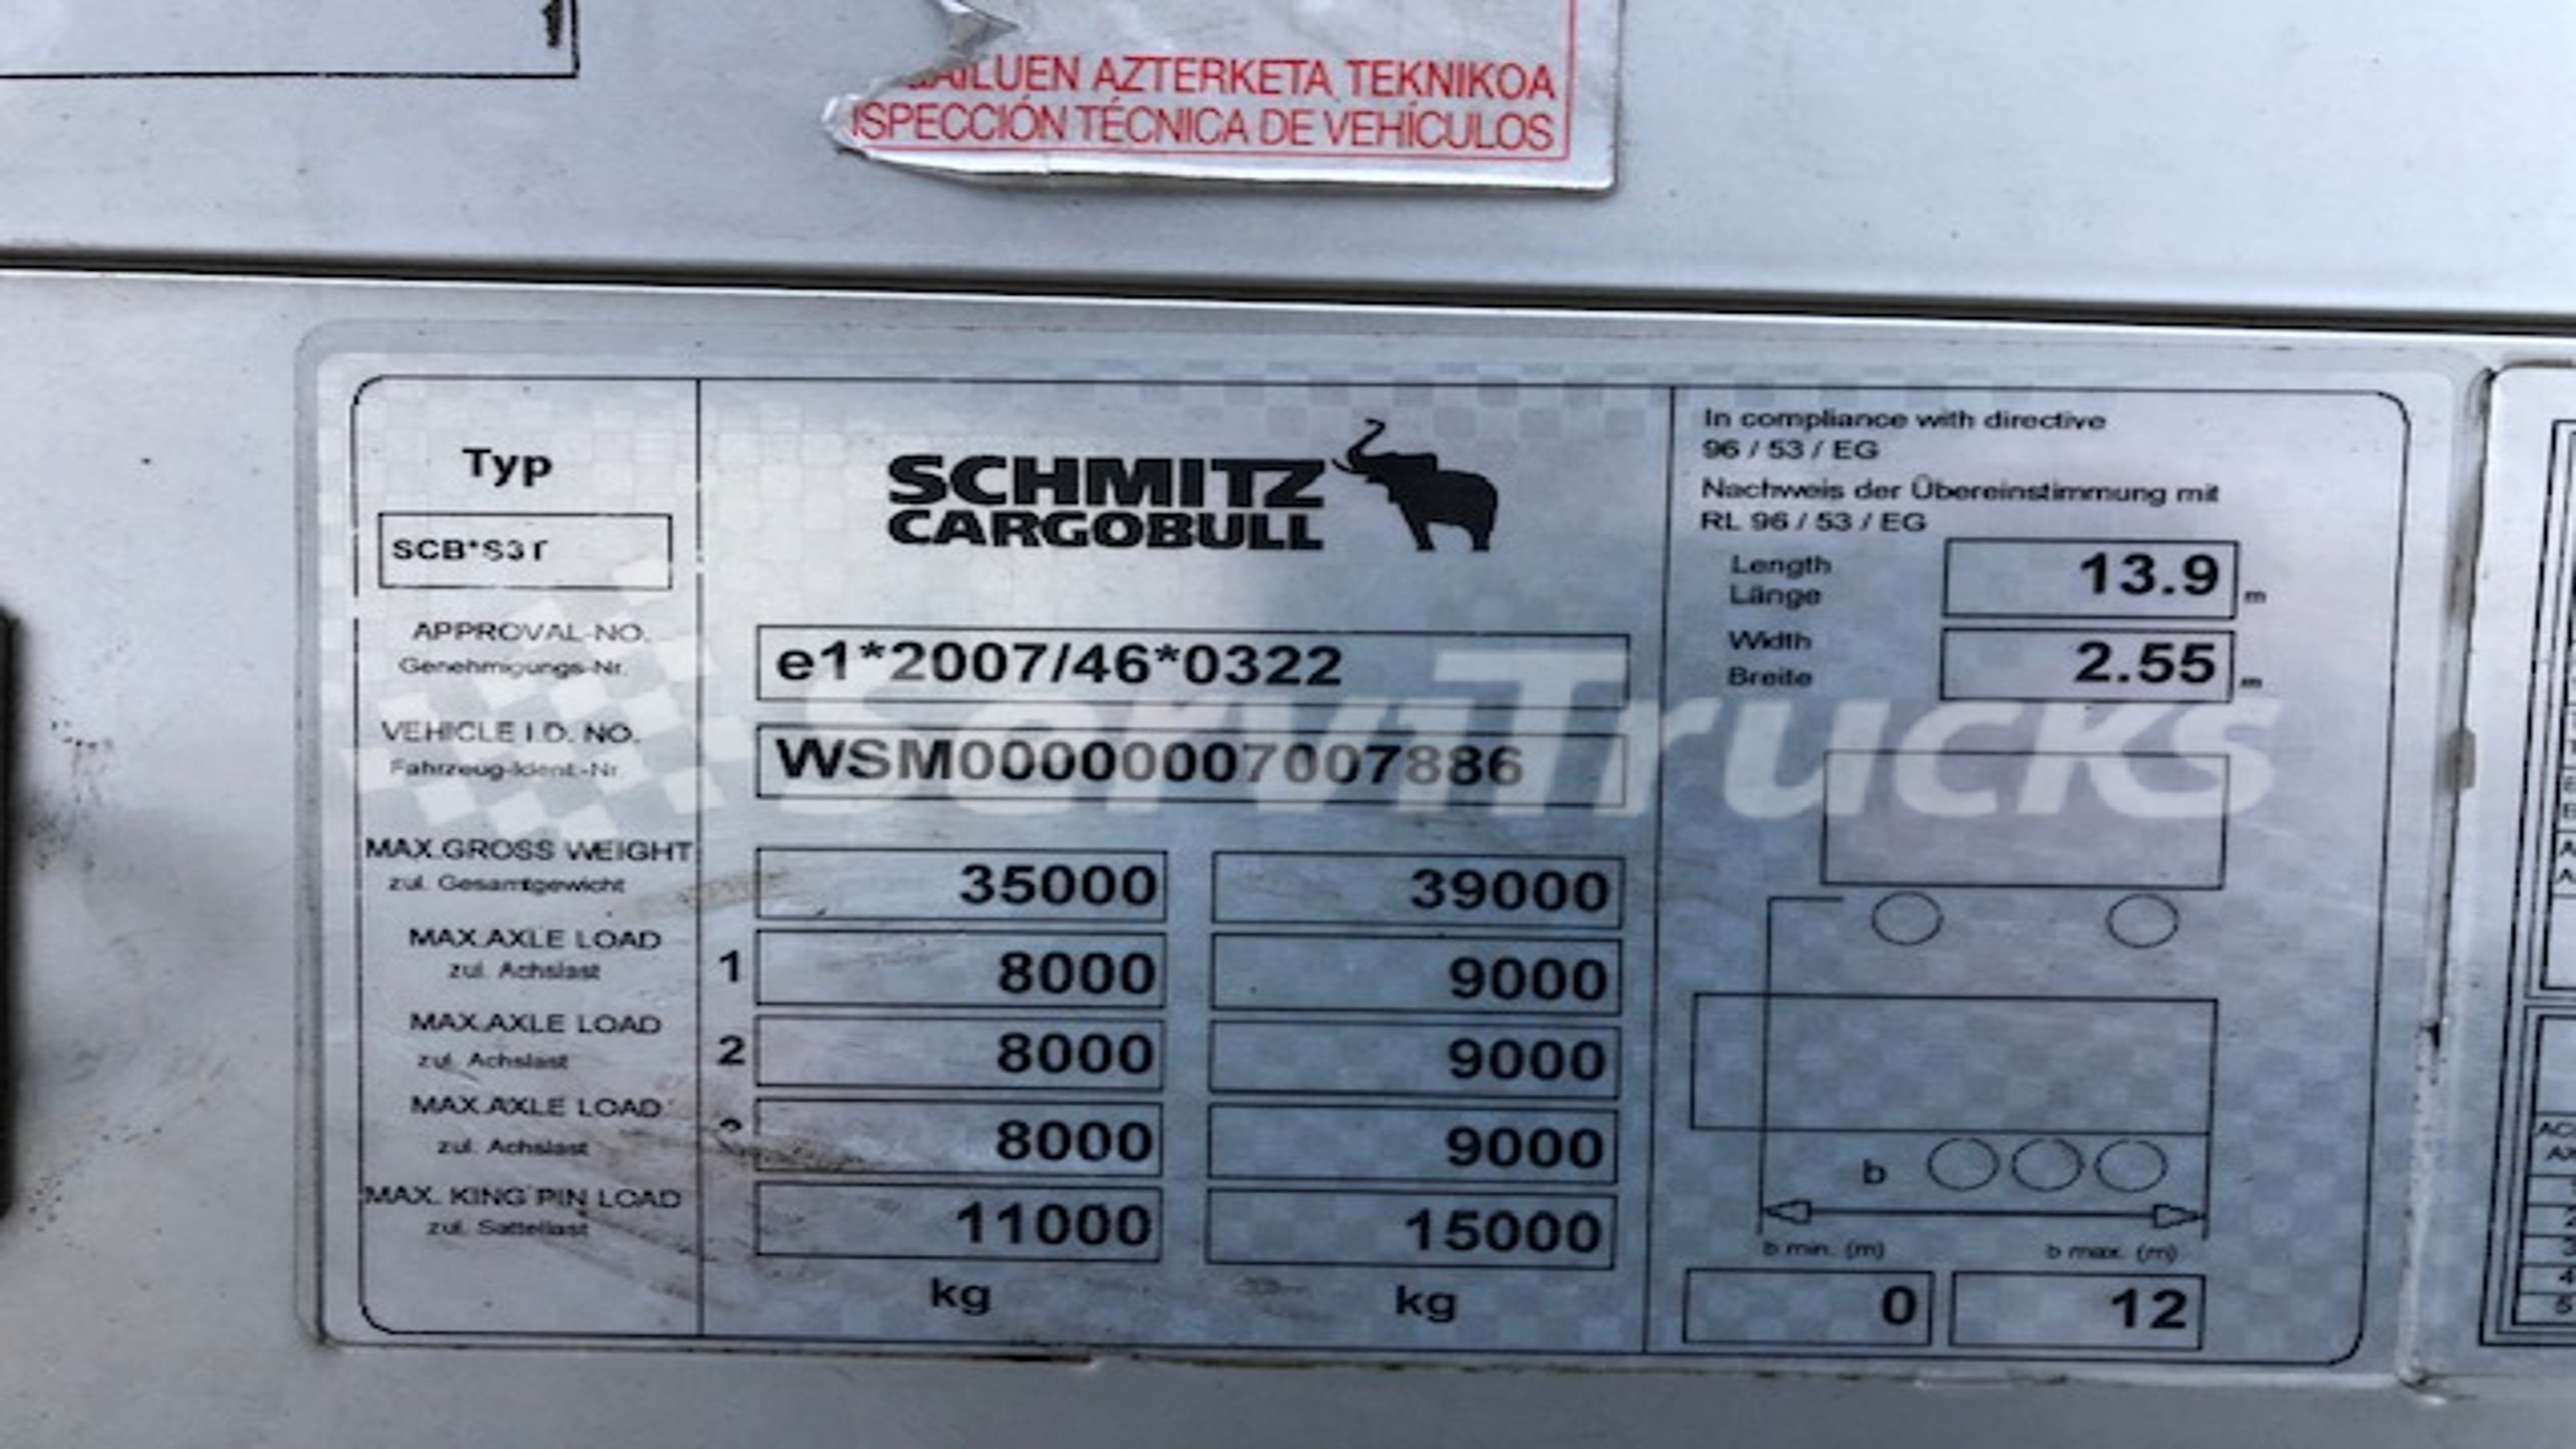 AZTERKETA TEKNIKOA
TÉCNICA DE VEHÍCULOS
Typ
SCB*S3T
SCHMITZ
CARGOBULL
In compliance with directive
96 / 53 / EG
Nachweis der Übereinstimmung mit
RL 96 / 53 / EG
Length
Länge
13.9 m
Width
Breite
2.55 m
APPROVAL-NO.
Genehmigungs-Nr.
e1*2007/46*0322
VEHICLE I.D. NO.
Fahrzeug-Ident.-Nr.
WSM00000007007886
ServiTrucks
MAX.GROSS WEIGHT
zul. Gesamtgewicht
35000 39000
MAX.AXLE LOAD
zul. Achslast
1 8000 9000
MAX.AXLE LOAD
zul. Achslast
2 8000 9000
MAX.AXLE LOAD
zul. Achslast
8000 9000
MAX. KING PIN LOAD
zul. Sattellast
11000 15000
kg kg
b
b min. (m) b max. (m)
0 12